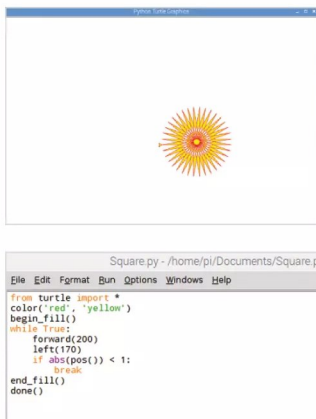 Python Turtle Graphics
Square.py - /home/pi/Documents/Square.p
File Edit Format Run Options Windows Help
from turtle import *
color('red', 'yellow')
begin_fill()
while True:
    forward(200)
    left(170)
    if abs(pos()) < 1:
        break
end_fill()
done()